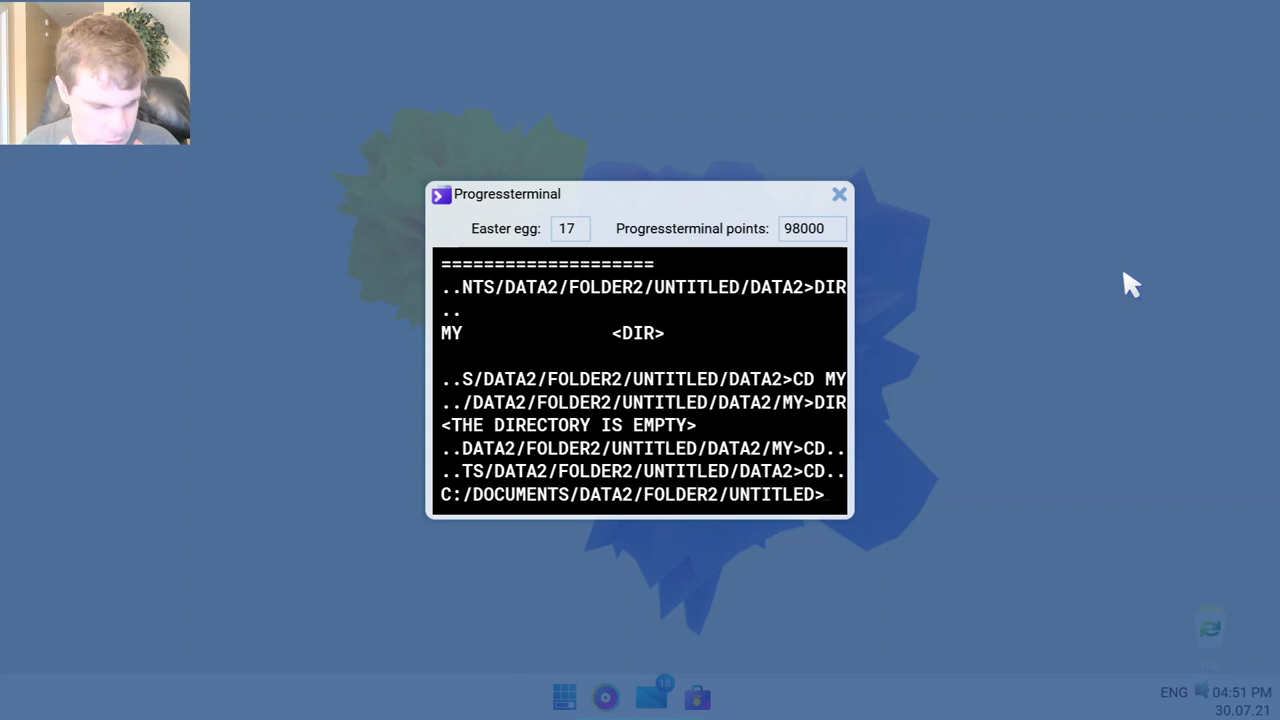 Progressterminal
Easter egg: 17 Progressterminal points: 98000
====================
..NTS/DATA2/FOLDER2/UNTITLED/DATA2>DIR
..
MY <DIR>
..S/DATA2/FOLDER2/UNTITLED/DATA2>CD MY
../DATA2/FOLDER2/UNTITLED/DATA2/MY>DIR
<THE DIRECTORY IS EMPTY>
..DATA2/FOLDER2/UNTITLED/DATA2/MY>CD..
..TS/DATA2/FOLDER2/UNTITLED/DATA2>CD..
C:/DOCUMENTS/DATA2/FOLDER2/UNTITLED>
Bin
18
ENG 04:51 PM
30.07.21